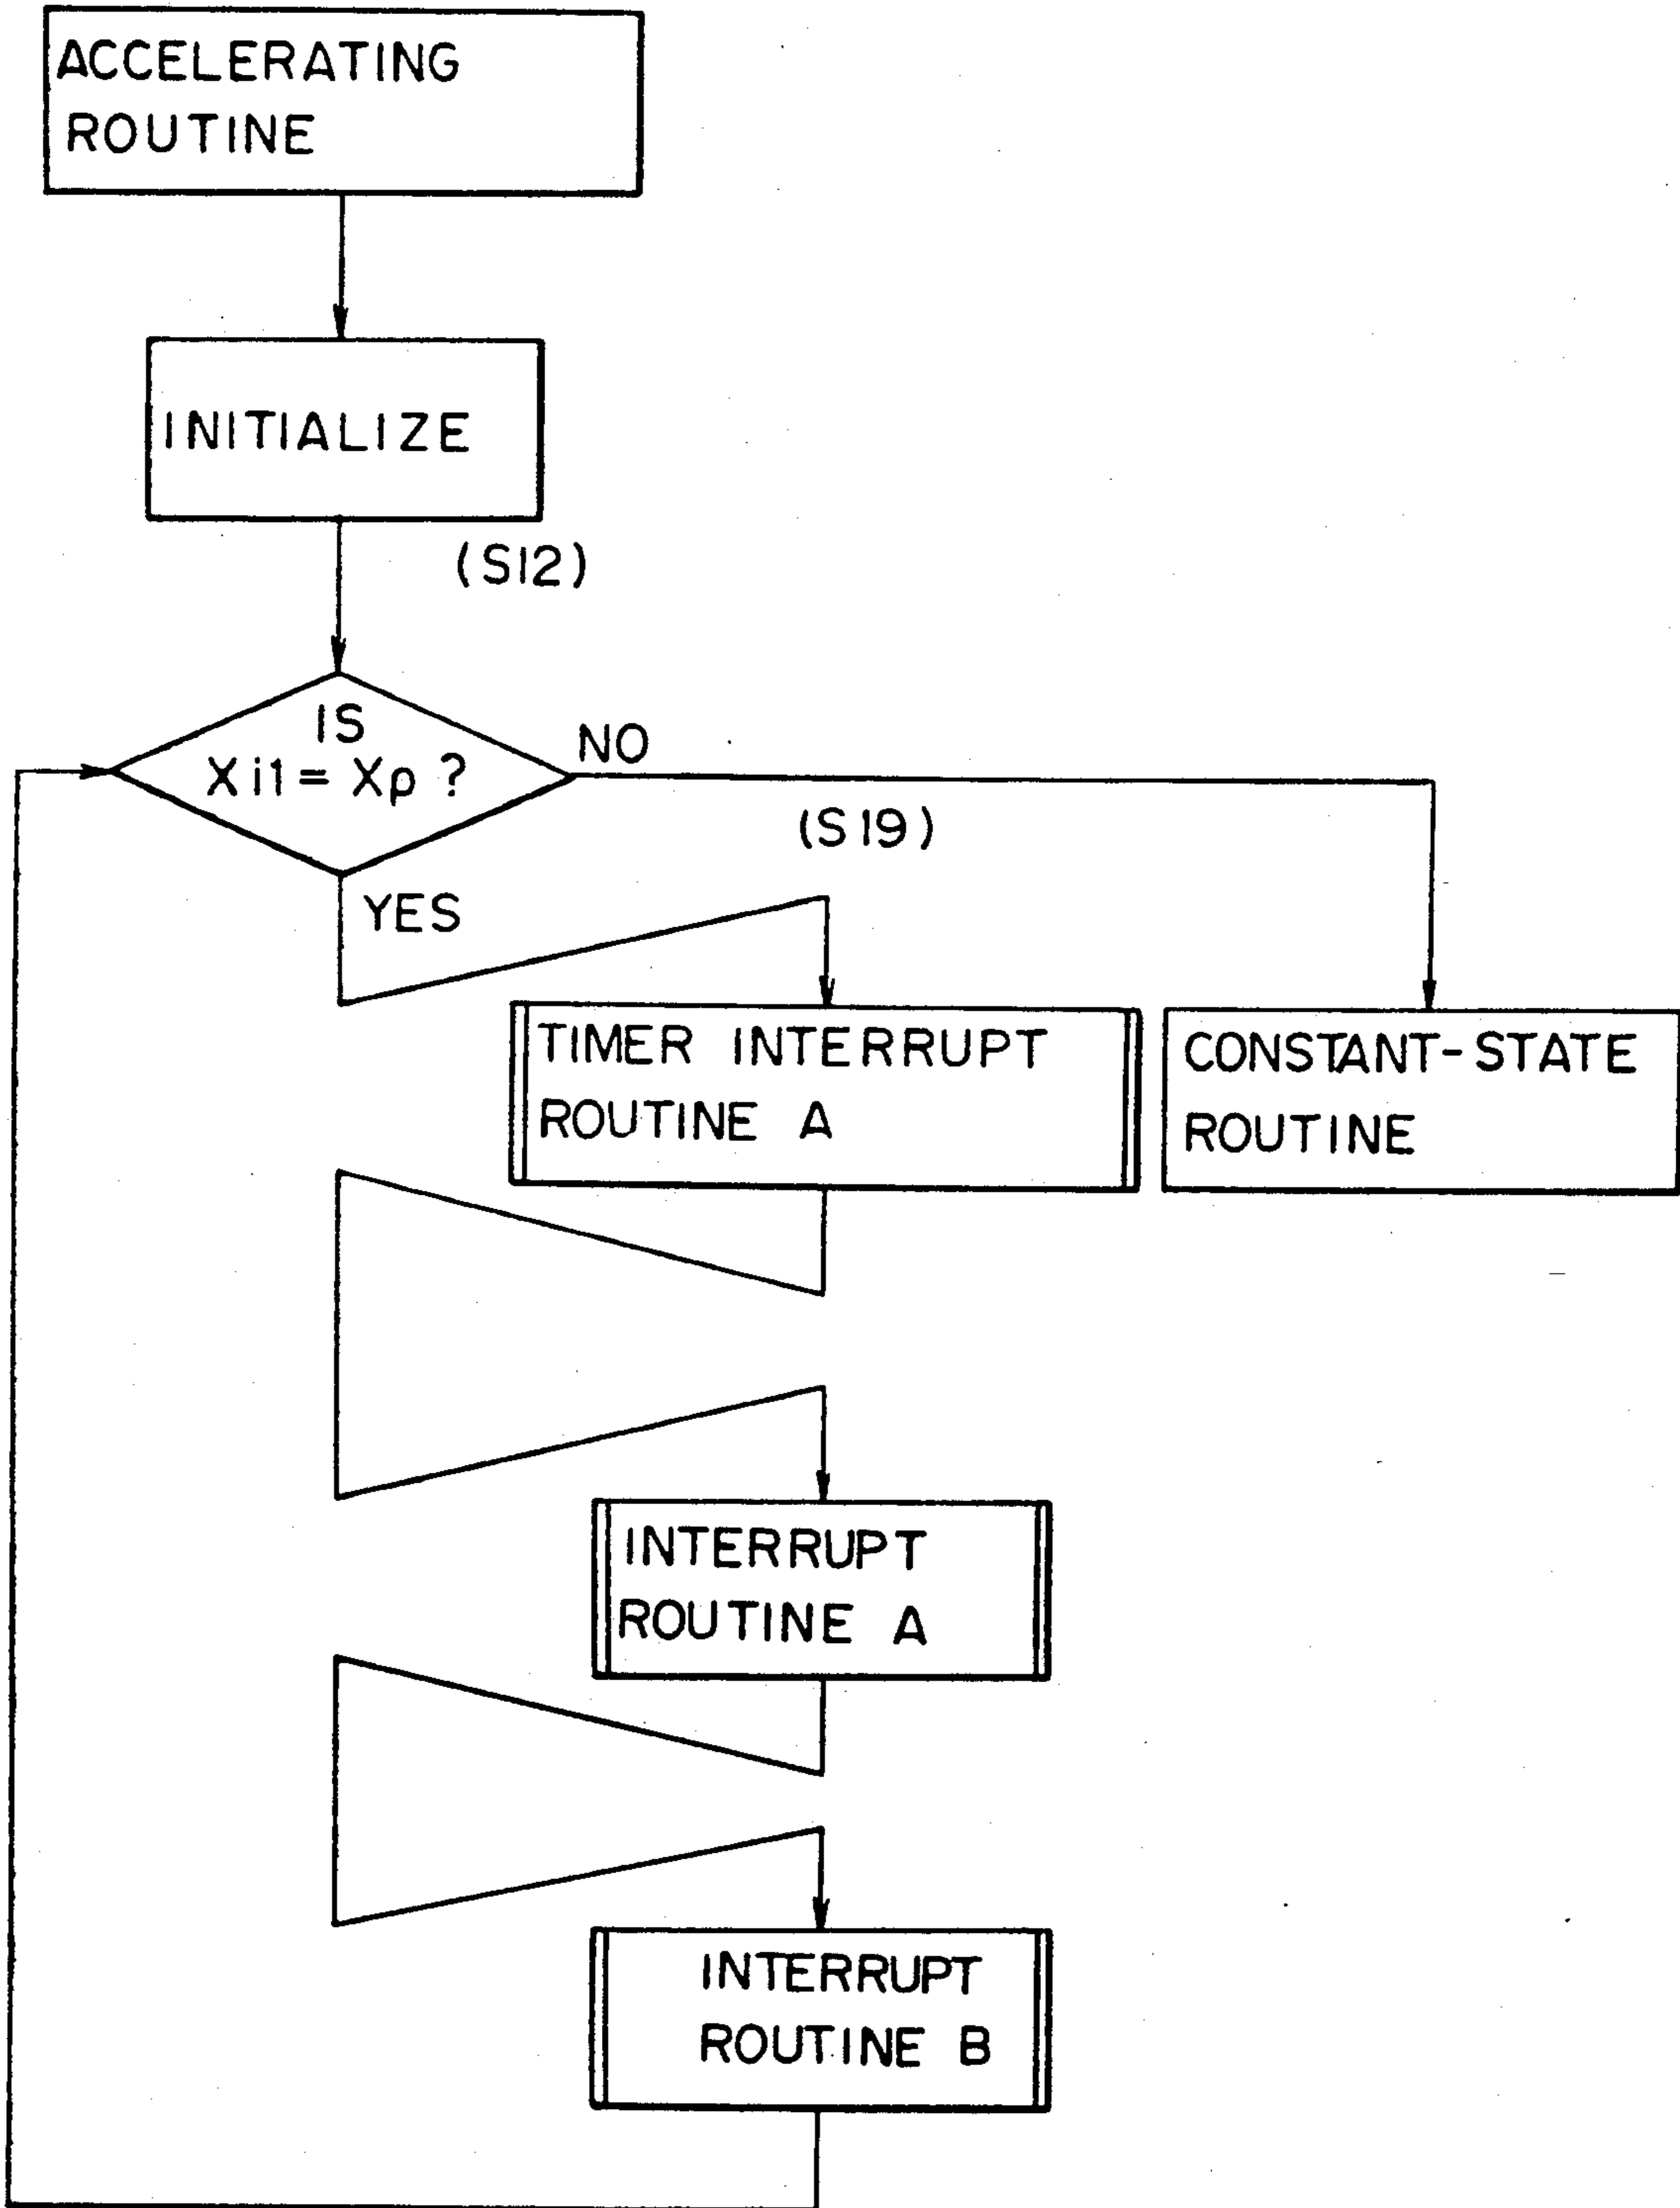 ACCELERATING
ROUTINE
INITIALIZE
(S12)
IS
Xi1 = Xp ?
NO
(S19)
YES
TIMER INTERRUPT
ROUTINE A
CONSTANT-STATE
ROUTINE
INTERRUPT
ROUTINE A
INTERRUPT
ROUTINE B